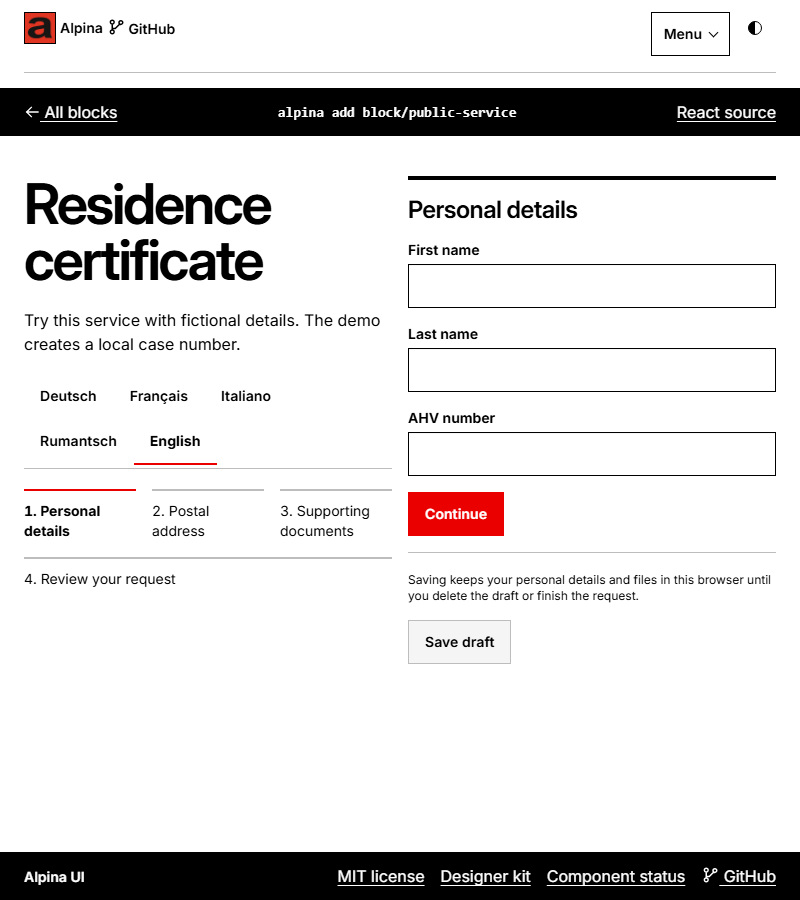 a Alpina GitHub
Menu
← All blocks
alpina add block/public-service
React source
Residence
certificate
Try this service with fictional details. The demo
creates a local case number.
Deutsch Français Italiano
Rumantsch English
1. Personal
details
2. Postal
address
3. Supporting
documents
4. Review your request
Personal details
First name
Last name
AHV number
Continue
Saving keeps your personal details and files in this browser until
you delete the draft or finish the request.
Save draft
Alpina UI
MIT license Designer kit Component status GitHub